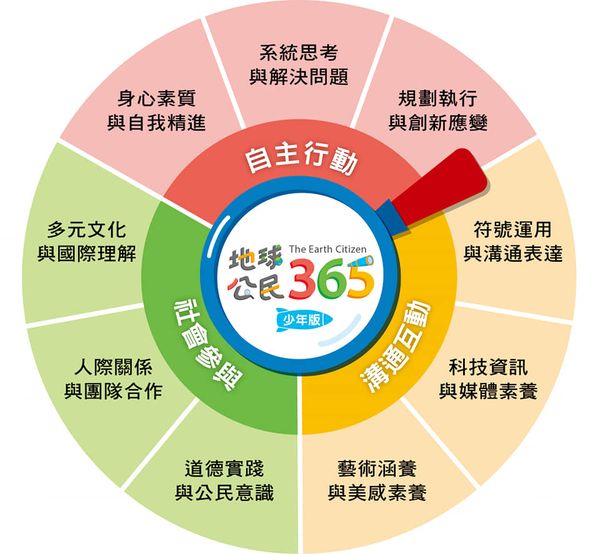 系統思考
與解決問題
身心素質
與自我精進
規劃執行
與創新應變
自主行動
多元文化
與國際理解
符號運用
與溝通表達
地球
The Earth Citizen
公民365
少年版
社會參與
溝通互動
人際關係
與團隊合作
科技資訊
與媒體素養
道德實踐
與公民意識
藝術涵養
與美感素養